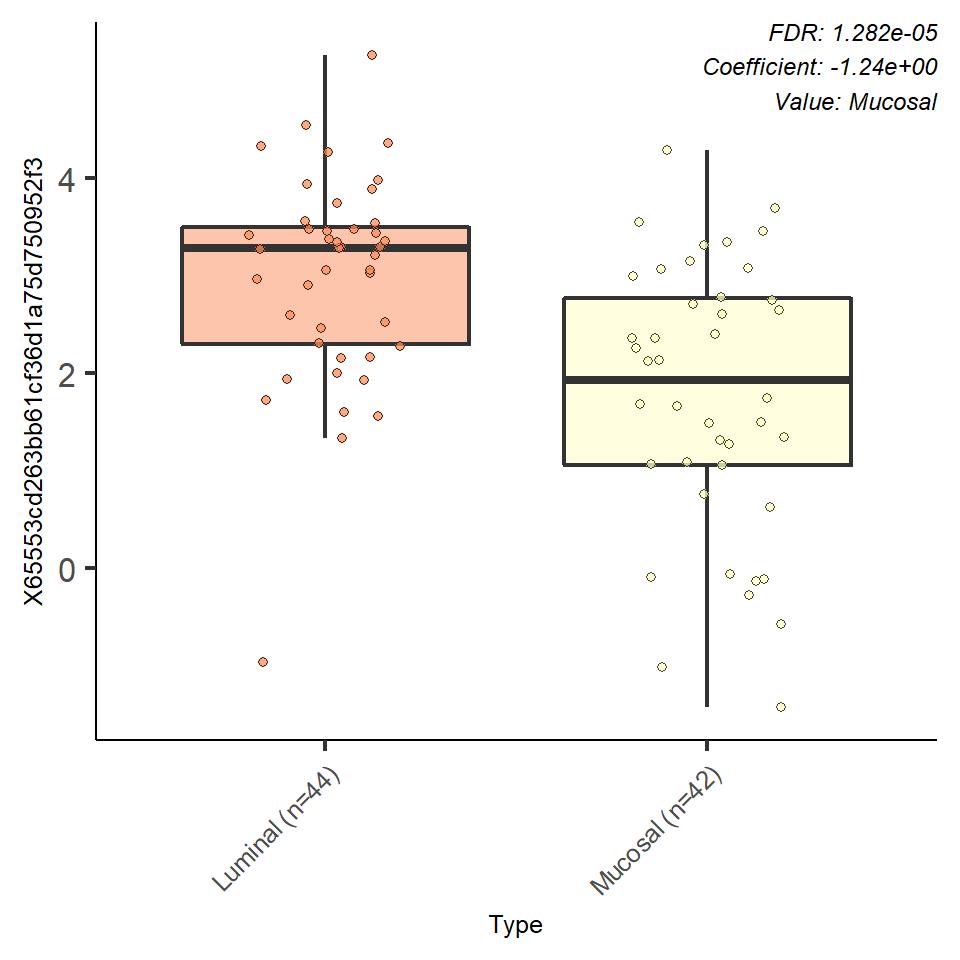 FDR: 1.282e-05
Coefficient: -1.24e+00
Value: Mucosal
X65553cd263bb61cf36d1a75d750952f3
4
2
0
Luminal (n=44)
Mucosal (n=42)
Type